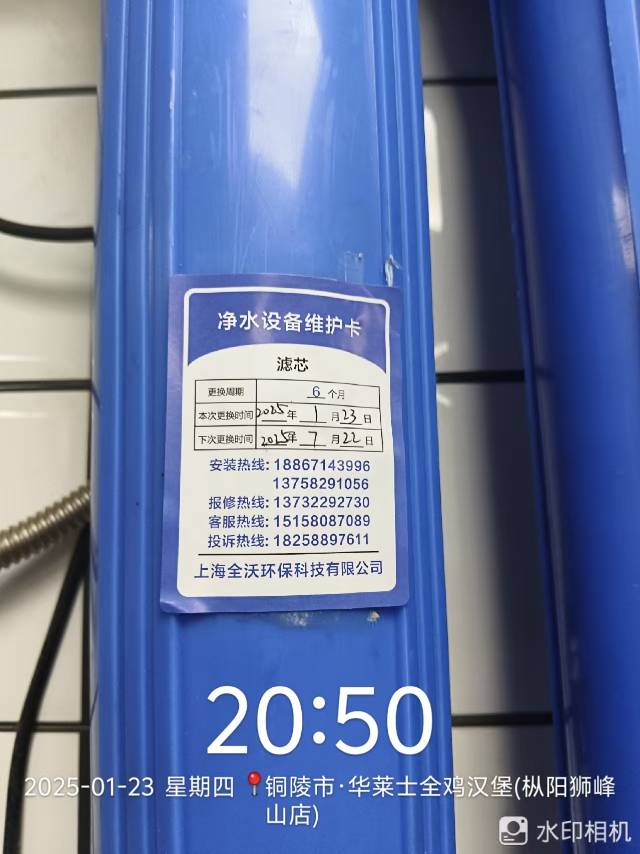 净水设备维护卡
滤芯
更换周期 6 个月
本次更换时间 2025年 1 月 23 日
下次更换时间 2025年 7 月 22 日
安装热线: 18867143996
13758291056
报修热线: 13732292730
客服热线: 15158087089
投诉热线: 18258897611
上海全沃环保科技有限公司
20:50
2025-01-23 星期四 铜陵市·华莱士全鸡汉堡(枞阳狮峰
山店)
水印相机